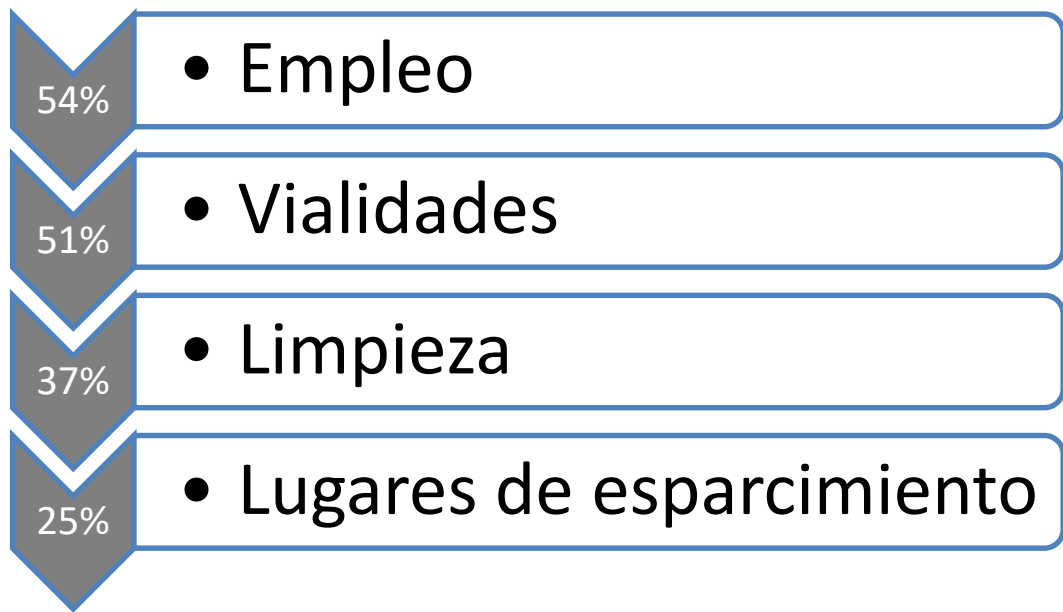 54%
• Empleo
51%
• Vialidades
37%
• Limpieza
25%
• Lugares de esparcimiento